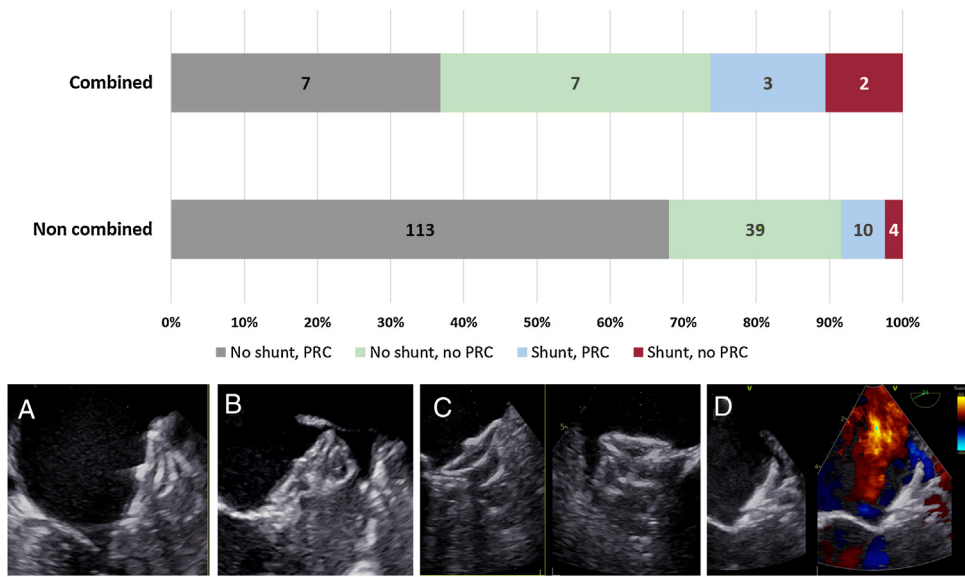 Combined
7 7 3 2
Non combined
113 39 10 4
0% 10% 20% 30% 40% 50% 60% 70% 80% 90% 100%
No shunt, PRC No shunt, no PRC Shunt, PRC Shunt, no PRC
A B C D
5
V V